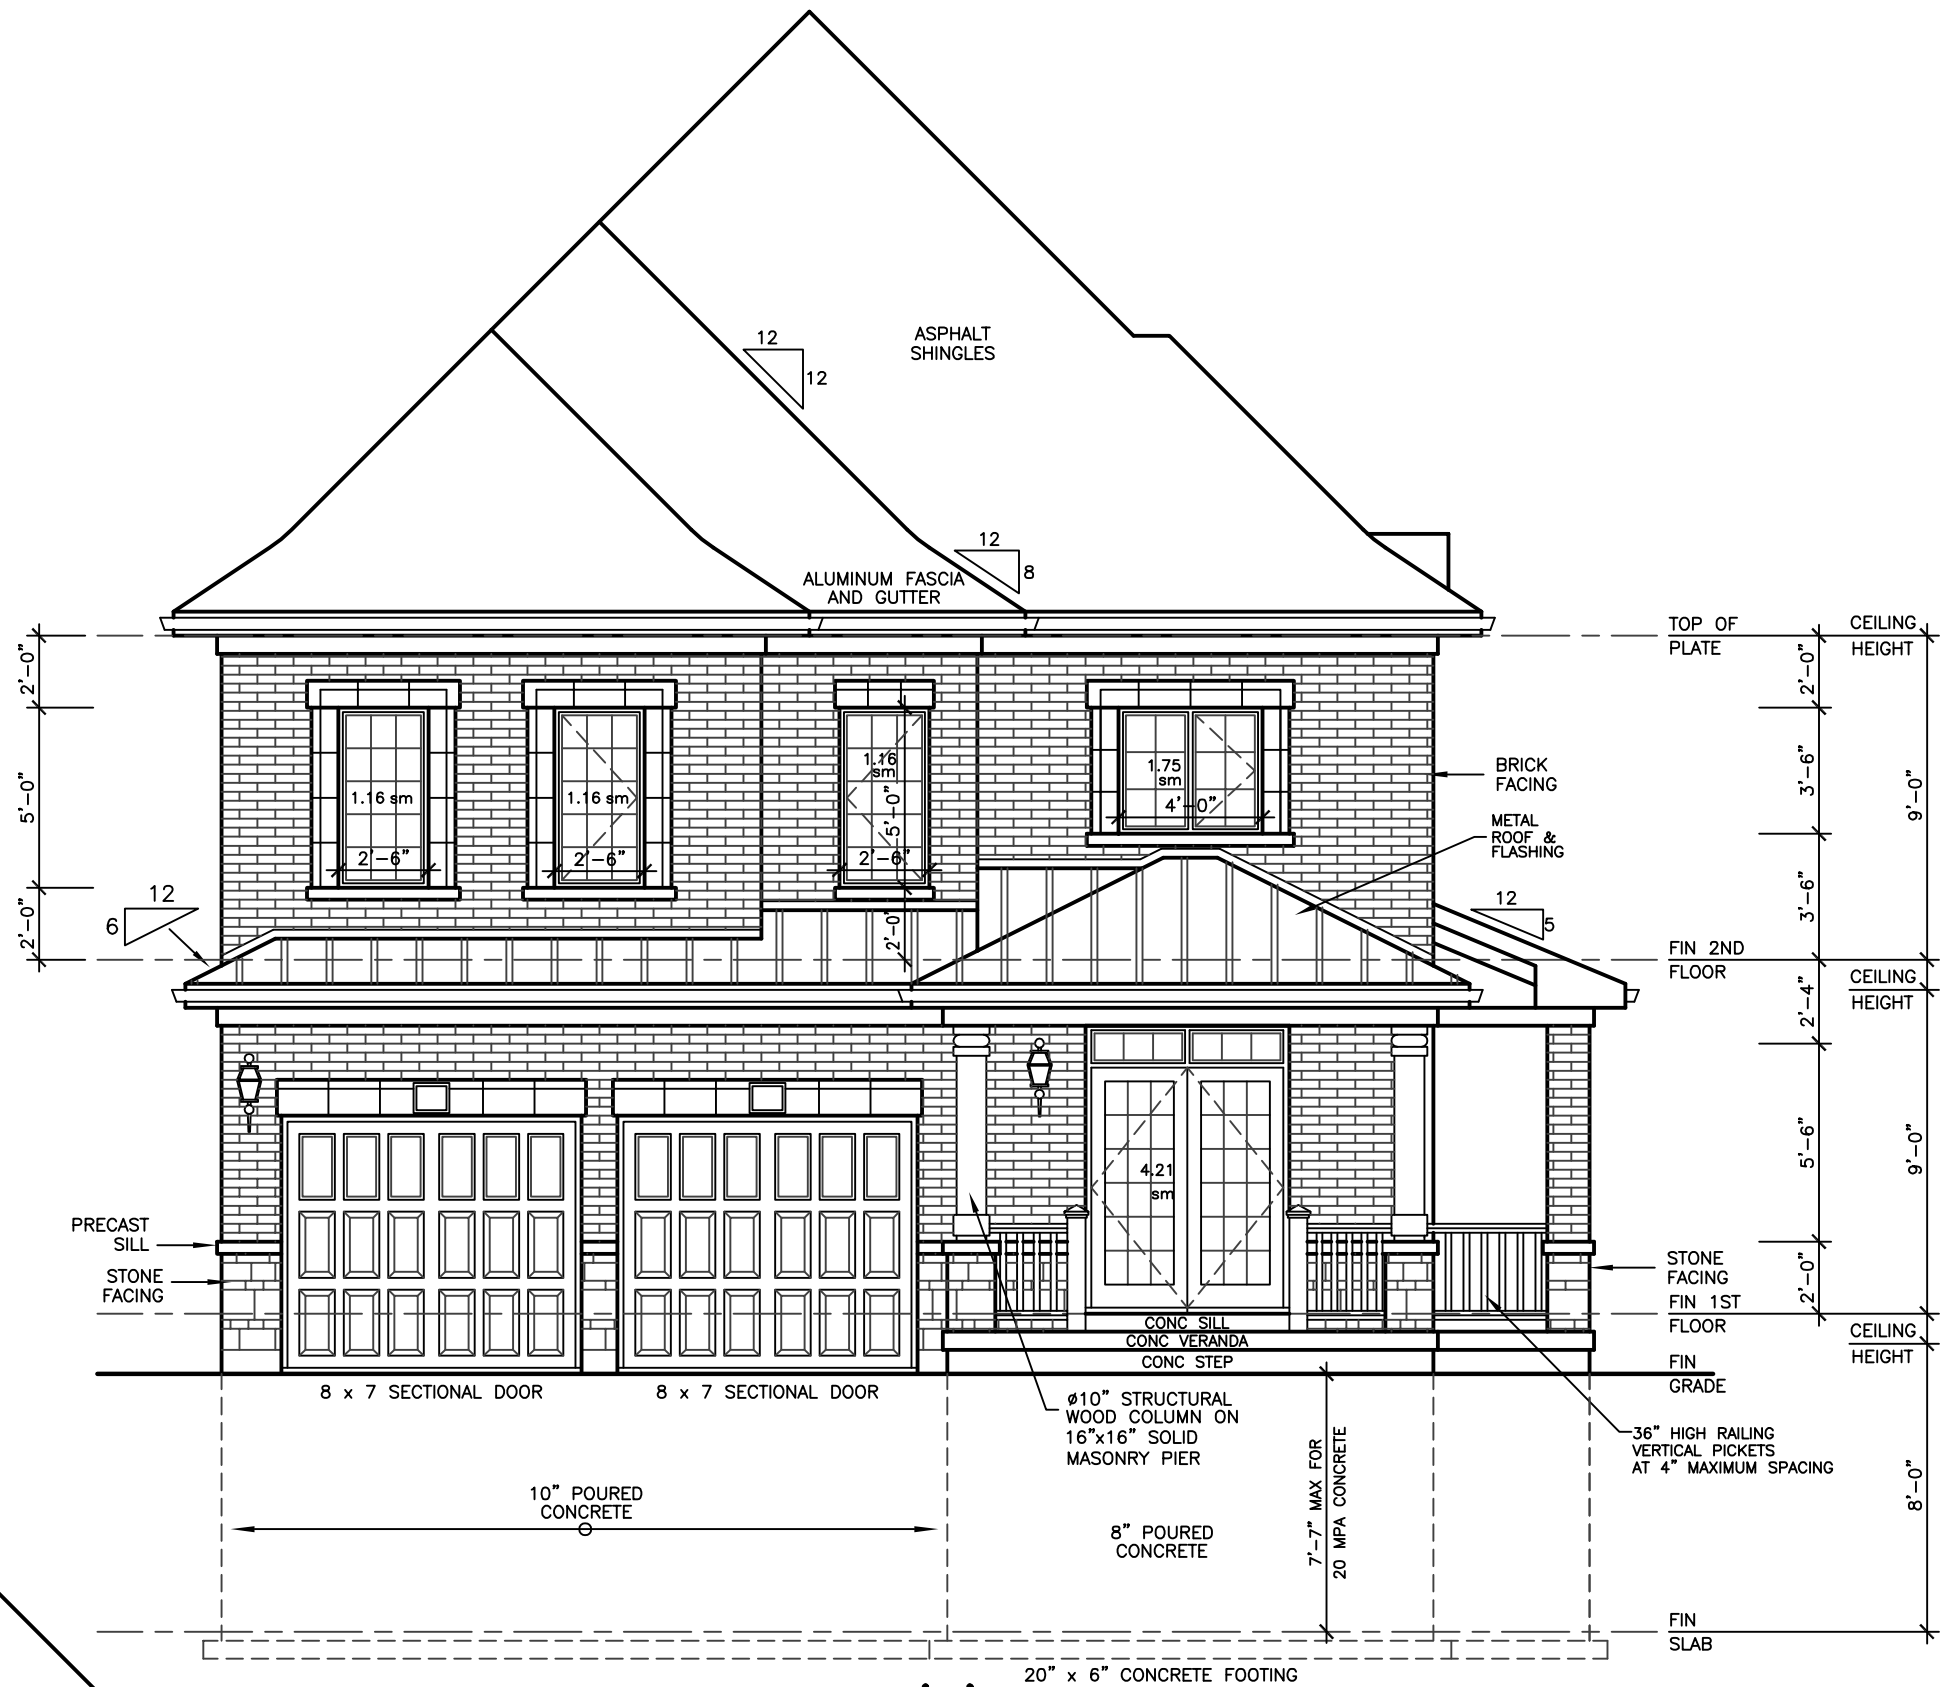 ASPHALT
SHINGLES
12
12
12
8
ALUMINUM FASCIA
AND GUTTER
TOP OF
PLATE
CEILING
HEIGHT
2'-0"
5'-0"
2'-0"
2'-0"
3'-6"
3'-6"
9'-0"
1.16 sm
2'-6"
1.16 sm
2'-6"
1.16
sm
5'-0"
2'-6"
2'-0"
1.75
sm
4'-0"
BRICK
FACING
METAL
ROOF &
FLASHING
12
6
12
5
FIN 2ND
FLOOR
CEILING
HEIGHT
2'-4"
5'-6"
2'-0"
9'-0"
4.21
sm
PRECAST
SILL
STONE
FACING
STONE
FACING
FIN 1ST
FLOOR
CEILING
HEIGHT
CONC SILL
CONC VERANDA
CONC STEP
FIN
GRADE
8 x 7 SECTIONAL DOOR
8 x 7 SECTIONAL DOOR
ø10" STRUCTURAL
WOOD COLUMN ON
16"x16" SOLID
MASONRY PIER
36" HIGH RAILING
VERTICAL PICKETS
AT 4" MAXIMUM SPACING
10" POURED
CONCRETE
8" POURED
CONCRETE
7'-7" MAX FOR
20 MPA CONCRETE
8'-0"
FIN
SLAB
20" x 6" CONCRETE FOOTING